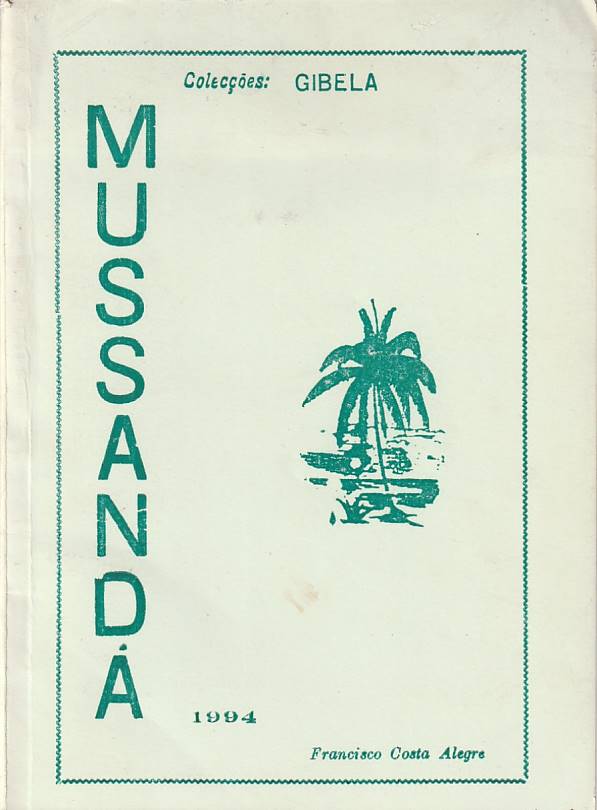 Colecções: GIBELA
MUSSANDÁ
1994
Francisco Costa Alegre